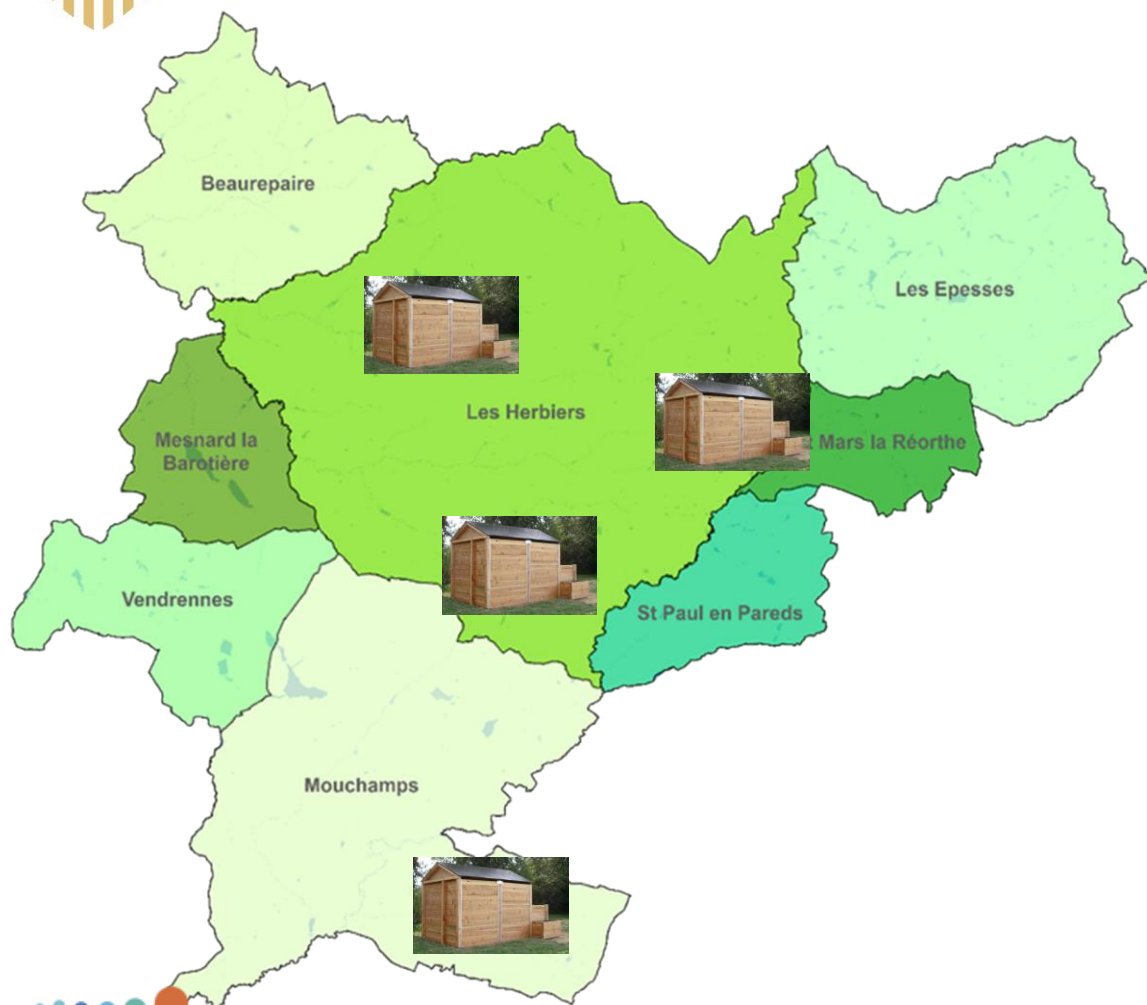 Beaurepaire
Les Epesses
Les Herbiers
Mesnard la
Barotière
Mars la Réorthe
Vendrennes
St Paul en Pareds
Mouchamps